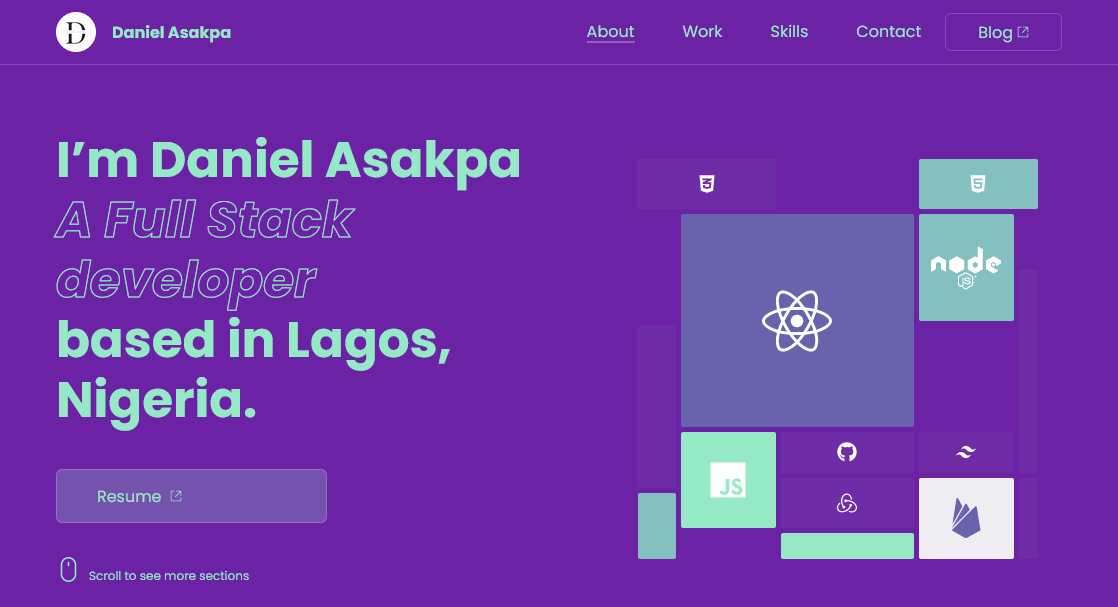 D
Daniel Asakpa
About
Work
Skills
Contact
Blog
I’m Daniel Asakpa
A Full Stack
developer
based in Lagos,
Nigeria.
Resume
Scroll to see more sections
3
5
node
JS
JS